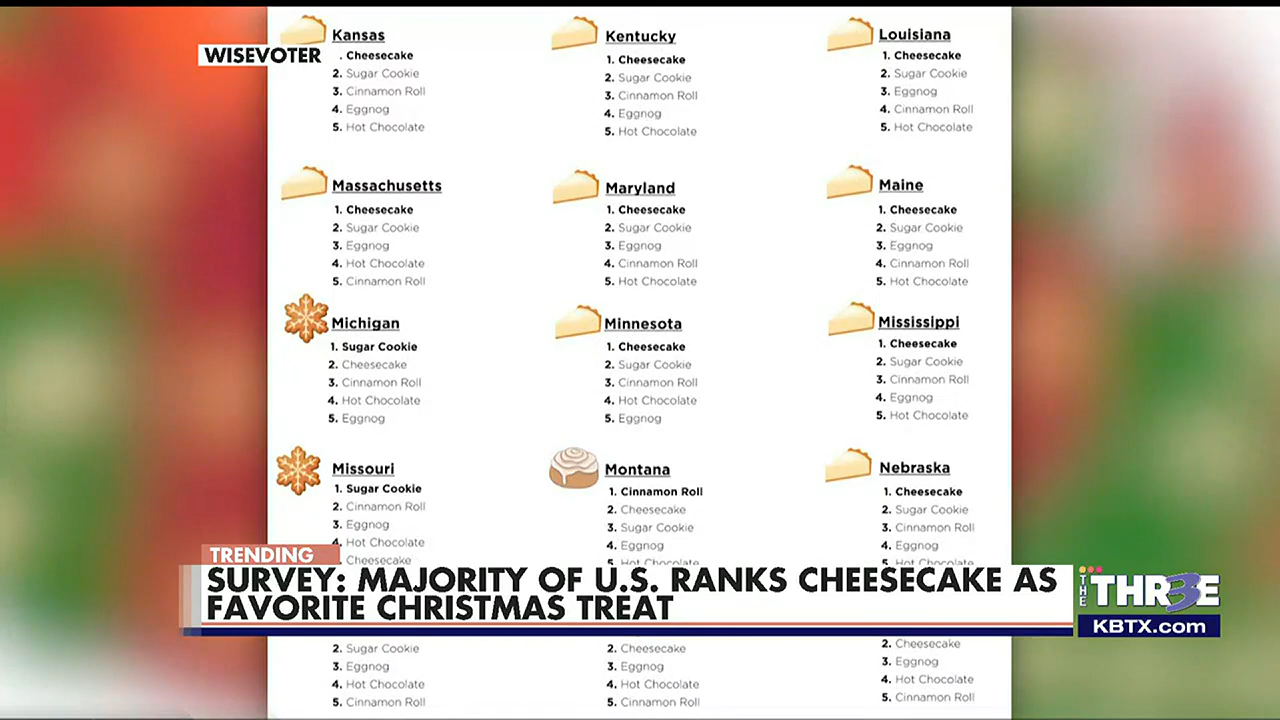 WISEVOTER
Kansas
. Cheesecake
2. Sugar Cookie
3. Cinnamon Roll
4. Eggnog
5. Hot Chocolate
Kentucky
1. Cheesecake
2. Sugar Cookie
3. Cinnamon Roll
4. Eggnog
5. Hot Chocolate
Louisiana
1. Cheesecake
2. Sugar Cookie
3. Eggnog
4. Cinnamon Roll
5. Hot Chocolate
Massachusetts
1. Cheesecake
2. Sugar Cookie
3. Eggnog
4. Hot Chocolate
5. Cinnamon Roll
Maryland
1. Cheesecake
2. Sugar Cookie
3. Eggnog
4. Cinnamon Roll
5. Hot Chocolate
Maine
1. Cheesecake
2. Sugar Cookie
3. Eggnog
4. Cinnamon Roll
5. Hot Chocolate
Michigan
1. Sugar Cookie
2. Cheesecake
3. Cinnamon Roll
4. Hot Chocolate
5. Eggnog
Minnesota
1. Cheesecake
2. Sugar Cookie
3. Cinnamon Roll
4. Hot Chocolate
5. Eggnog
Mississippi
1. Cheesecake
2. Sugar Cookie
3. Cinnamon Roll
4. Eggnog
5. Hot Chocolate
Missouri
1. Sugar Cookie
2. Cinnamon Roll
3. Eggnog
4. Hot Chocolate
Cheesecake
Montana
1. Cinnamon Roll
2. Cheesecake
3. Sugar Cookie
4. Eggnog
5. Hot Chocolate
Nebraska
1. Cheesecake
2. Sugar Cookie
3. Cinnamon Roll
4. Eggnog
5. Hot Chocolate
TRENDING
SURVEY: MAJORITY OF U.S. RANKS CHEESECAKE AS
FAVORITE CHRISTMAS TREAT
THE THR3E
KBTX.com
2. Sugar Cookie
3. Eggnog
4. Hot Chocolate
5. Cinnamon Roll
2. Cheesecake
3. Eggnog
4. Hot Chocolate
5. Cinnamon Roll
2. Cheesecake
3. Eggnog
4. Hot Chocolate
5. Cinnamon Roll